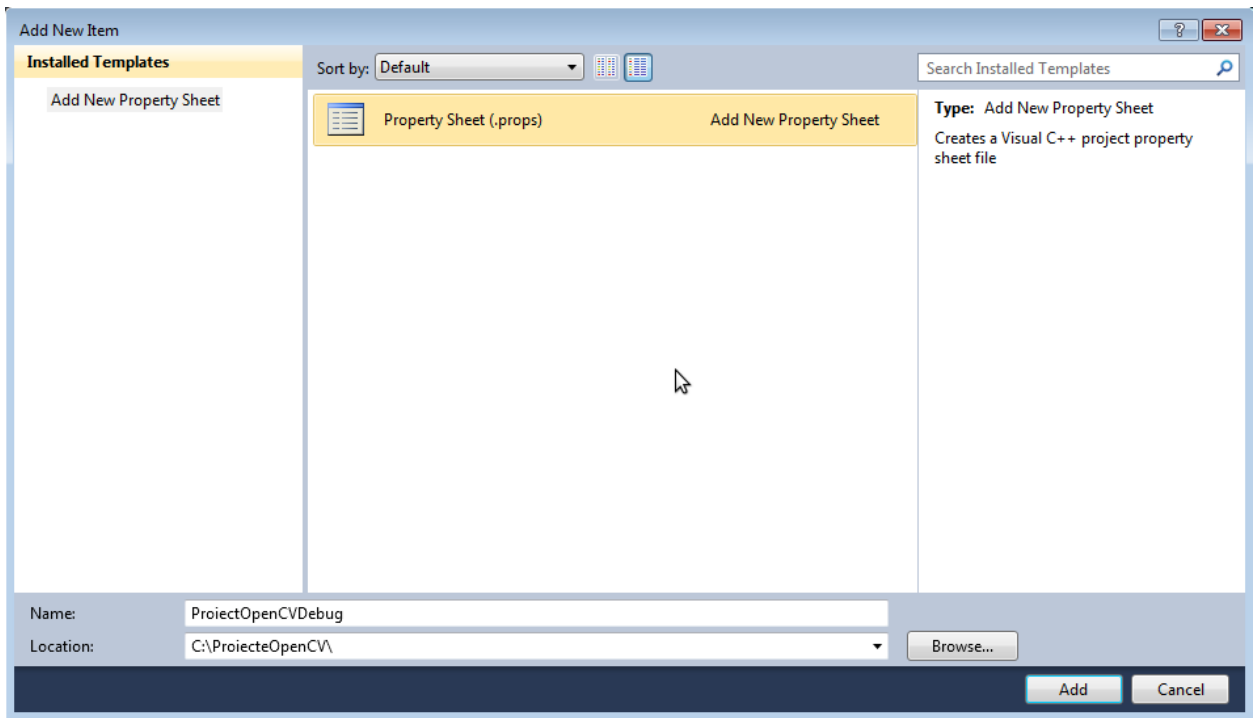 Add New Item
Installed Templates
Add New Property Sheet
Sort by: Default
Search Installed Templates
Property Sheet (.props) Add New Property Sheet
Type: Add New Property Sheet
Creates a Visual C++ project property
sheet file
Name: ProiectOpenCVDebug
Location: C:\ProiecteOpenCV\
Browse...
Add Cancel